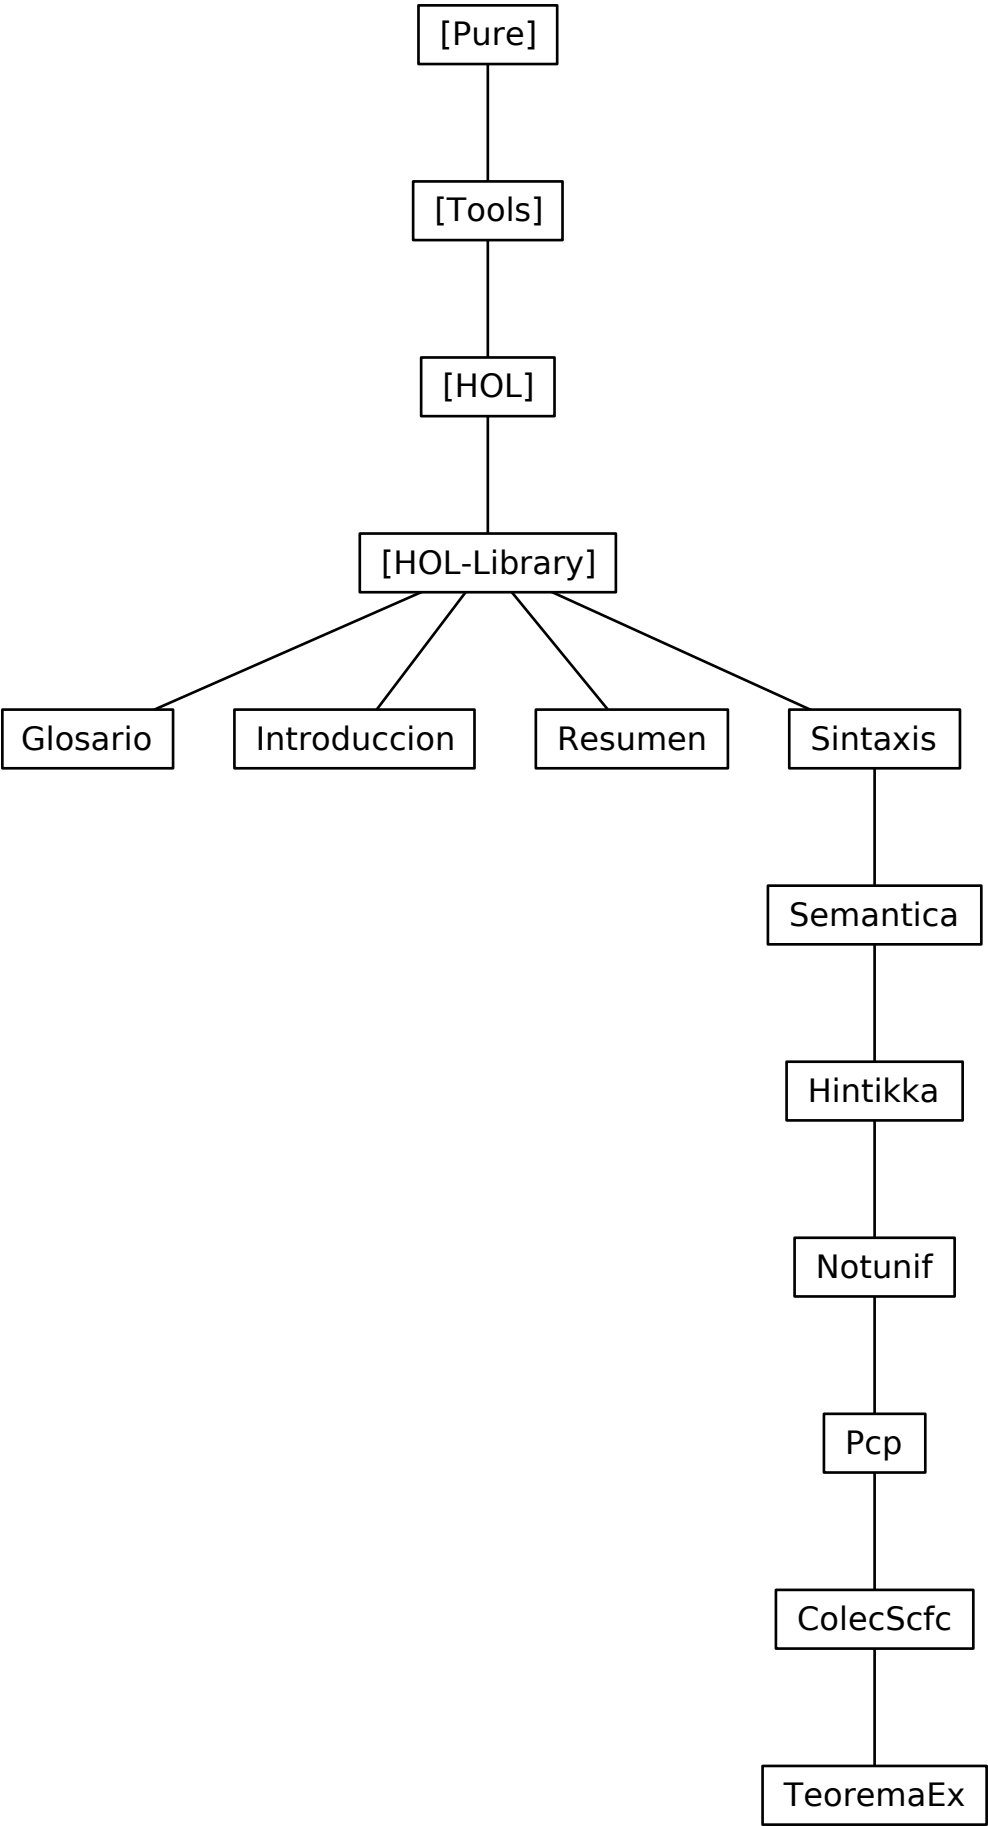 [Pure]
[Tools]
[HOL]
[HOL-Library]
Glosario
Introduccion
Resumen
Sintaxis
Semantica
Hintikka
Notunif
Pcp
ColecScfc
TeoremaEx